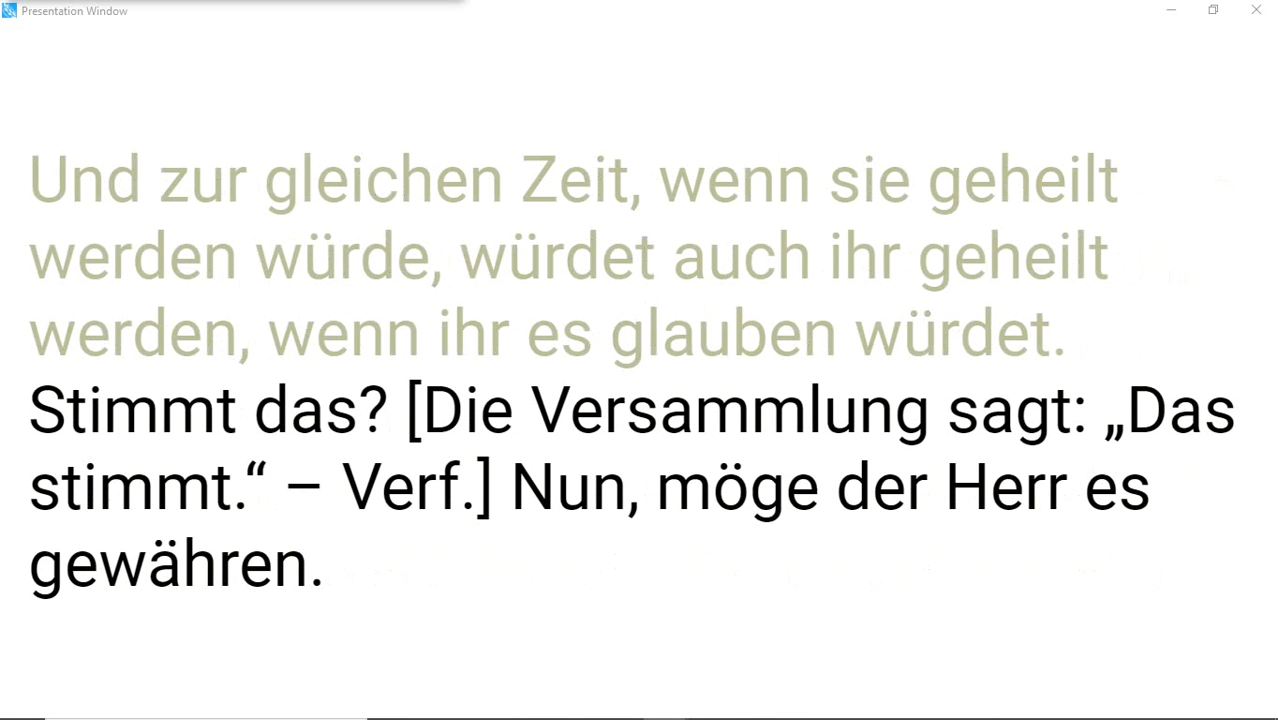 Presentation Window
Und zur gleichen Zeit, wenn sie geheilt
werden würde, würdet auch ihr geheilt
werden, wenn ihr es glauben würdet.
Stimmt das? [Die Versammlung sagt: „Das
stimmt.“ – Verf.] Nun, möge der Herr es
gewähren.